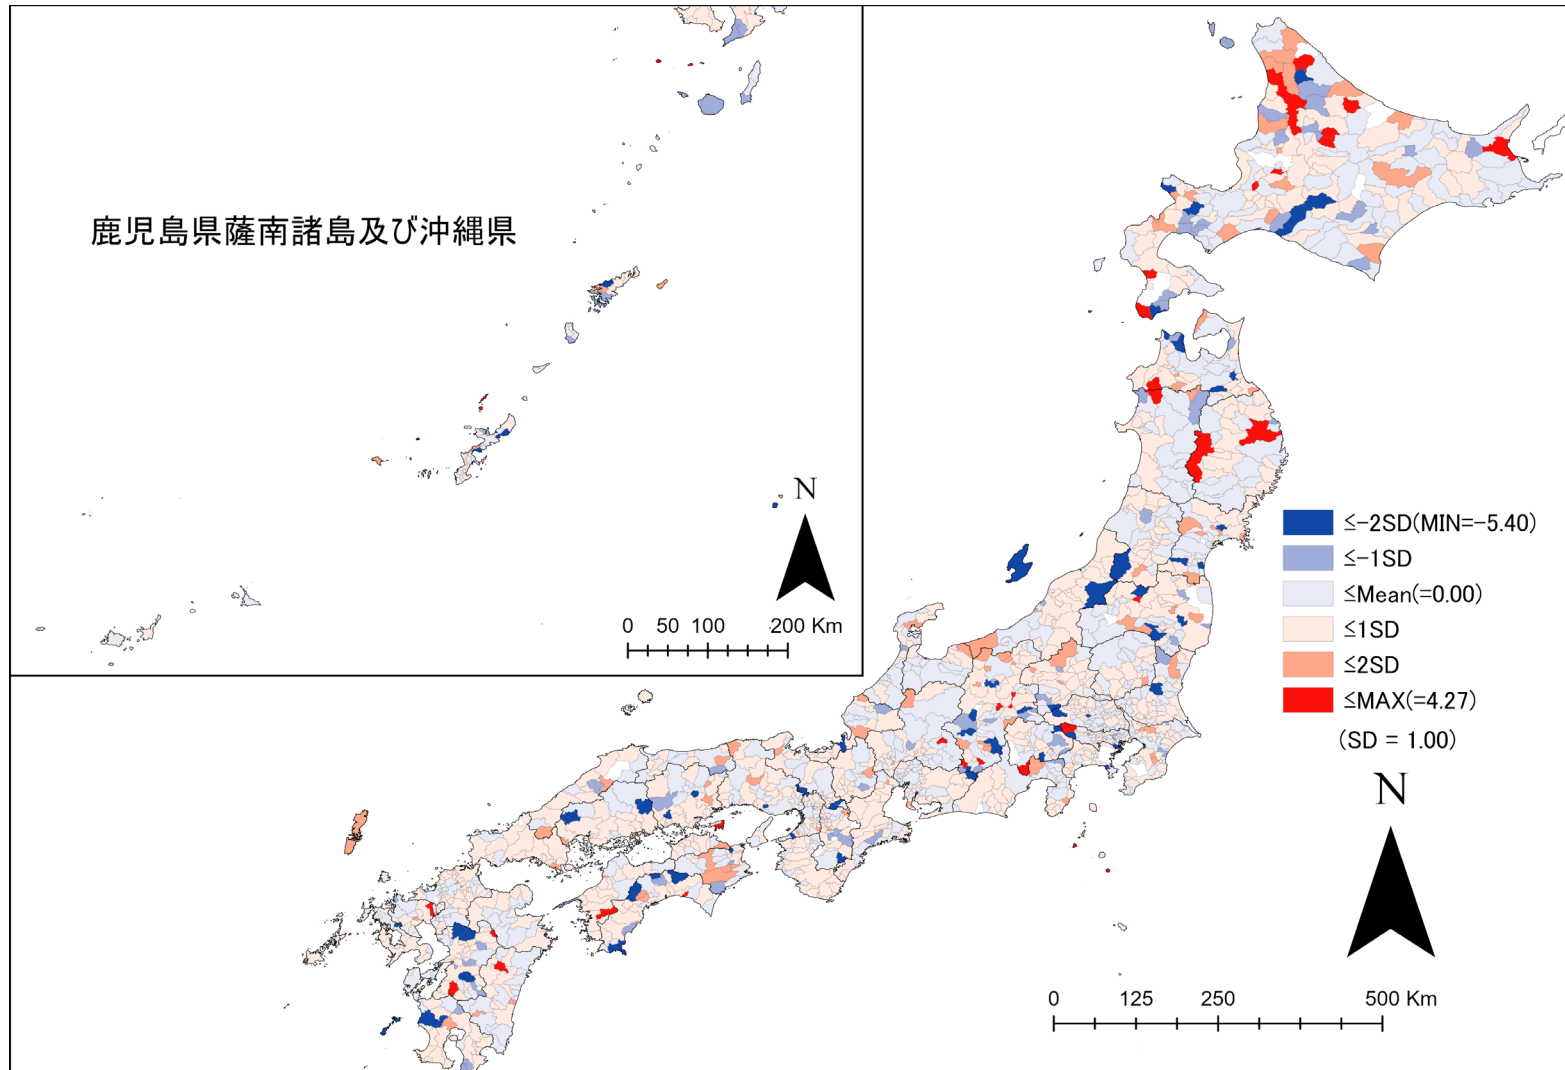 鹿児島県薩南諸島及び沖縄県
N
0 50 100 200 Km
≤-2SD(MIN=-5.40)
≤-1SD
≤Mean(=0.00)
≤1SD
≤2SD
≤MAX(=4.27)
(SD = 1.00)
N
0 125 250 500 Km